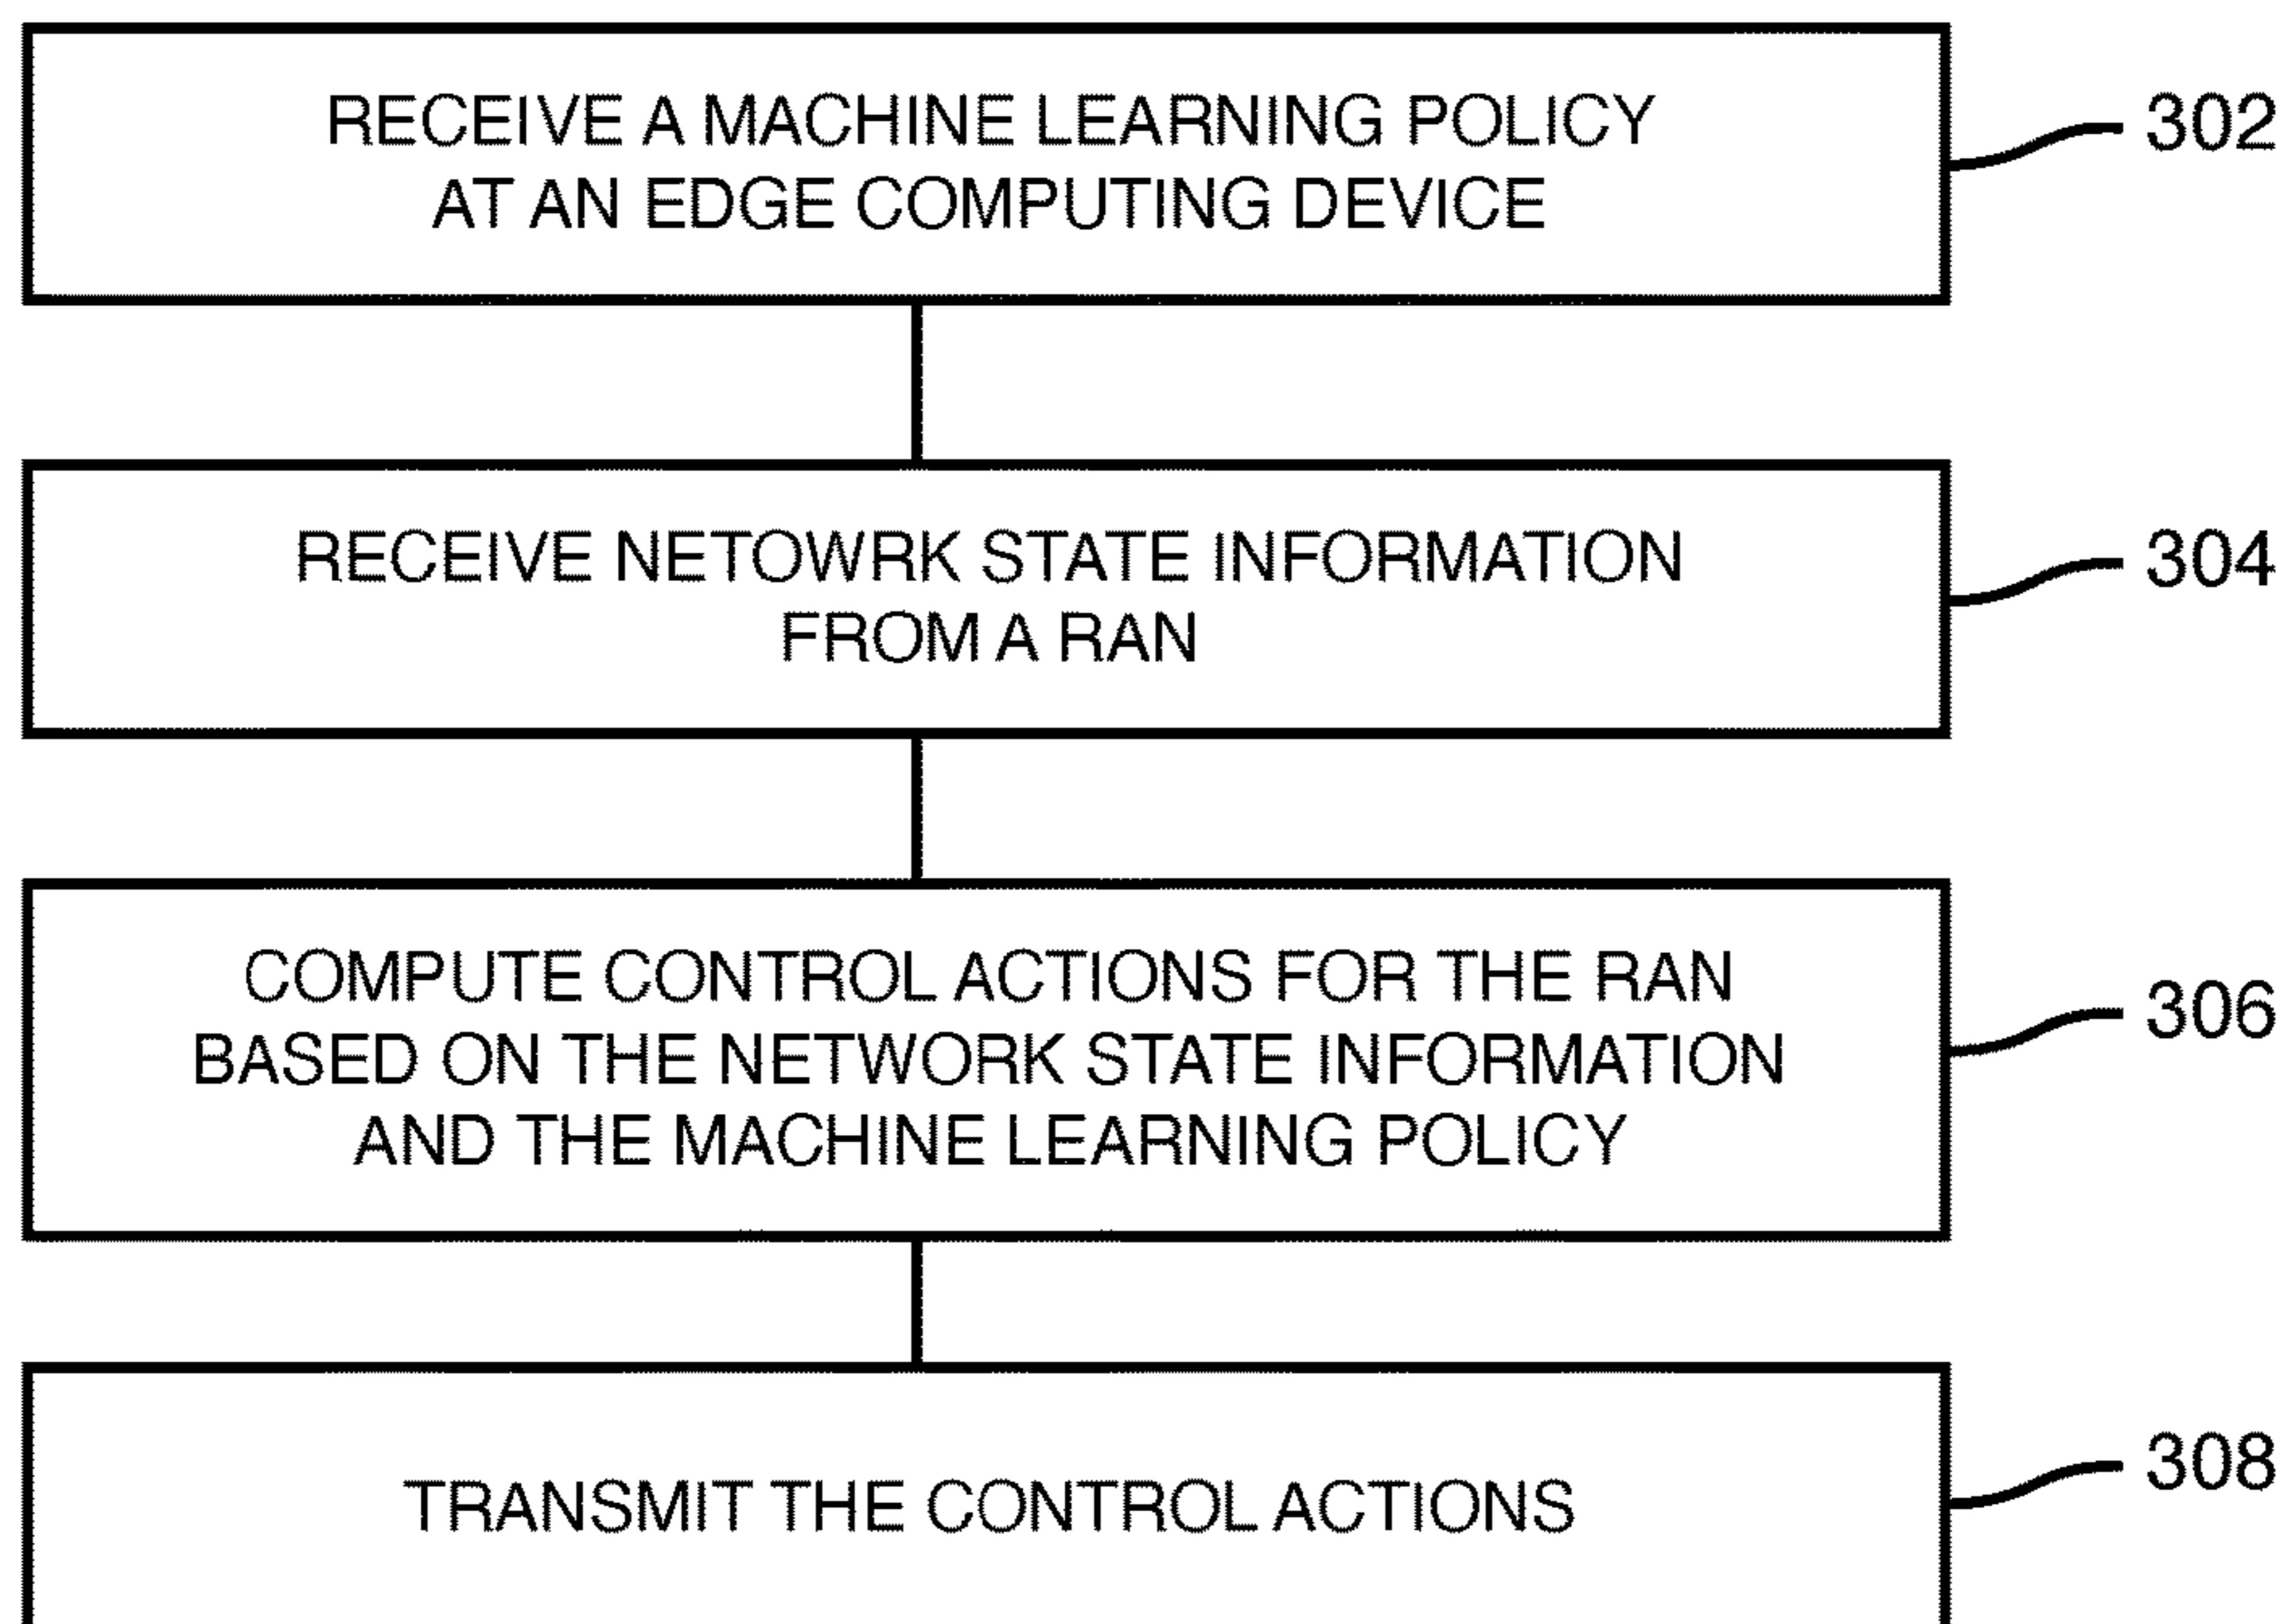 RECEIVE A MACHINE LEARNING POLICY
AT AN EDGE COMPUTING DEVICE
302
RECEIVE NETOWRK STATE INFORMATION
FROM A RAN
304
COMPUTE CONTROL ACTIONS FOR THE RAN
BASED ON THE NETWORK STATE INFORMATION
AND THE MACHINE LEARNING POLICY
306
TRANSMIT THE CONTROL ACTIONS
308